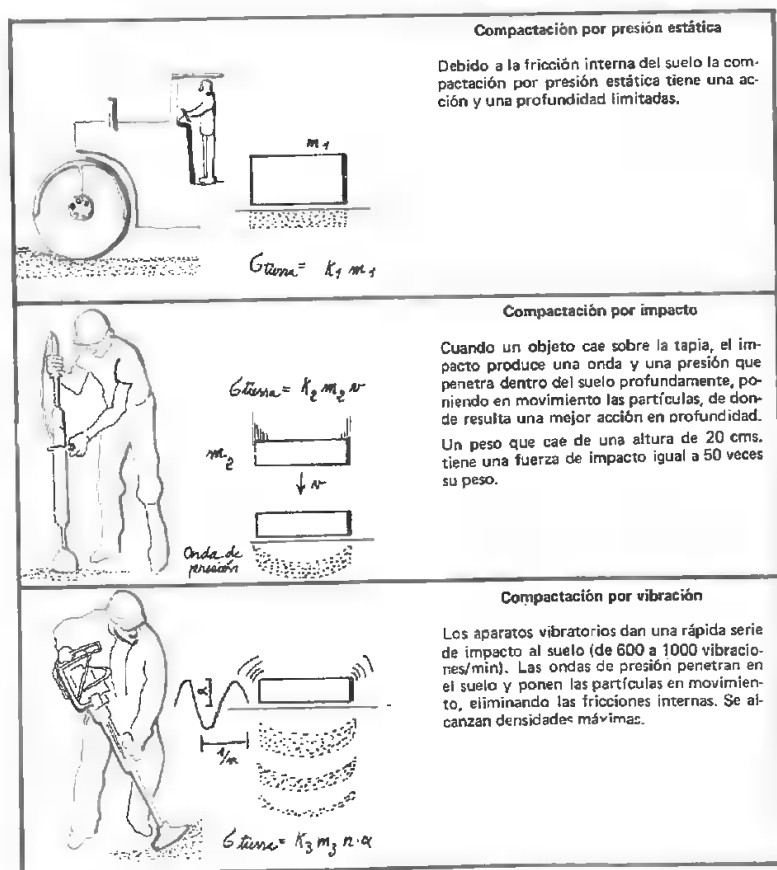 Compactación por presión estática
Debido a la fricción interna del suelo la com-
pactación por presión estática tiene una ac-
ción y una profundidad limitadas.
m1
σ tierra = K1 m1
Compactación por impacto
Cuando un objeto cae sobre la tapia, el im-
pacto produce una onda y una presión que
penetra dentro del suelo profundamente, po-
niendo en movimiento las partículas, de don-
de resulta una mejor acción en profundidad.
Un peso que cae de una altura de 20 cms.
tiene una fuerza de impacto igual a 50 veces
su peso.
σ tierra = K2 m2 v
m2
v
Onda de
presión
Compactación por vibración
Los aparatos vibratorios dan una rápida serie
de impacto al suelo (de 600 a 1000 vibracio-
nes/min). Las ondas de presión penetran en
el suelo y ponen las partículas en movimien-
to, eliminando las fricciones internas. Se al-
canzan densidades máximas.
α
1/n
σ tierra = K3 m3 n·α